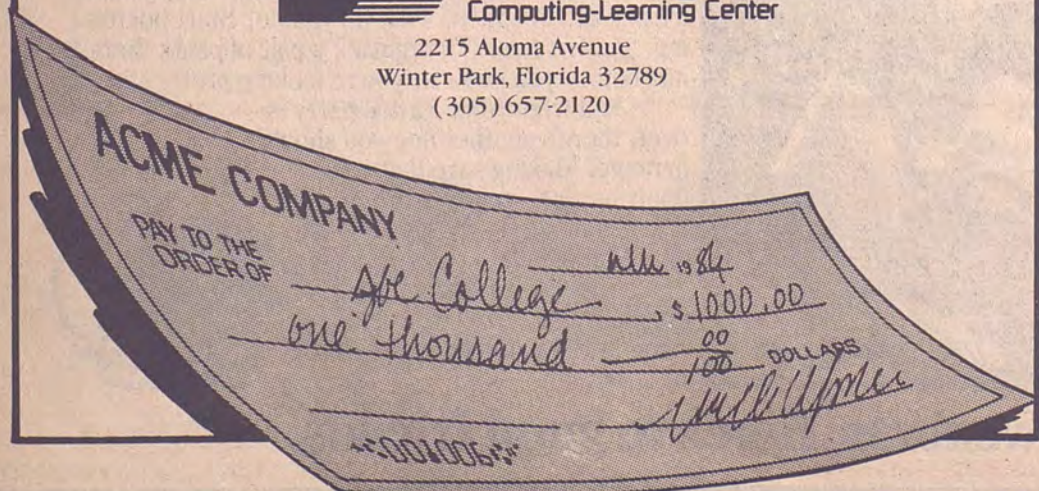 Computing-Learning Center
2215 Aloma Avenue
Winter Park, Florida 32789
(305) 657-2120
ACME COMPANY
PAY TO THE
ORDER OF
19 84
Joe College $ 1000.00
one thousand 00/100 DOLLARS